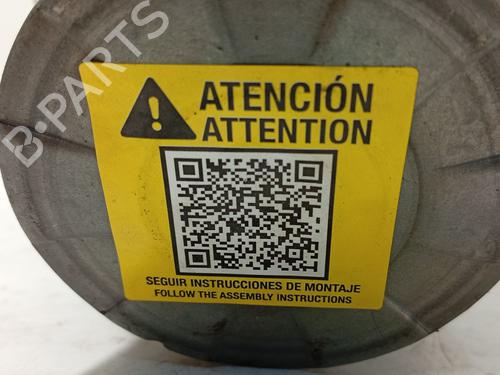 B-PARTS
ATENCIÓN
ATTENTION
SEGUIR INSTRUCCIONES DE MONTAJE
FOLLOW THE ASSEMBLY INSTRUCTIONS